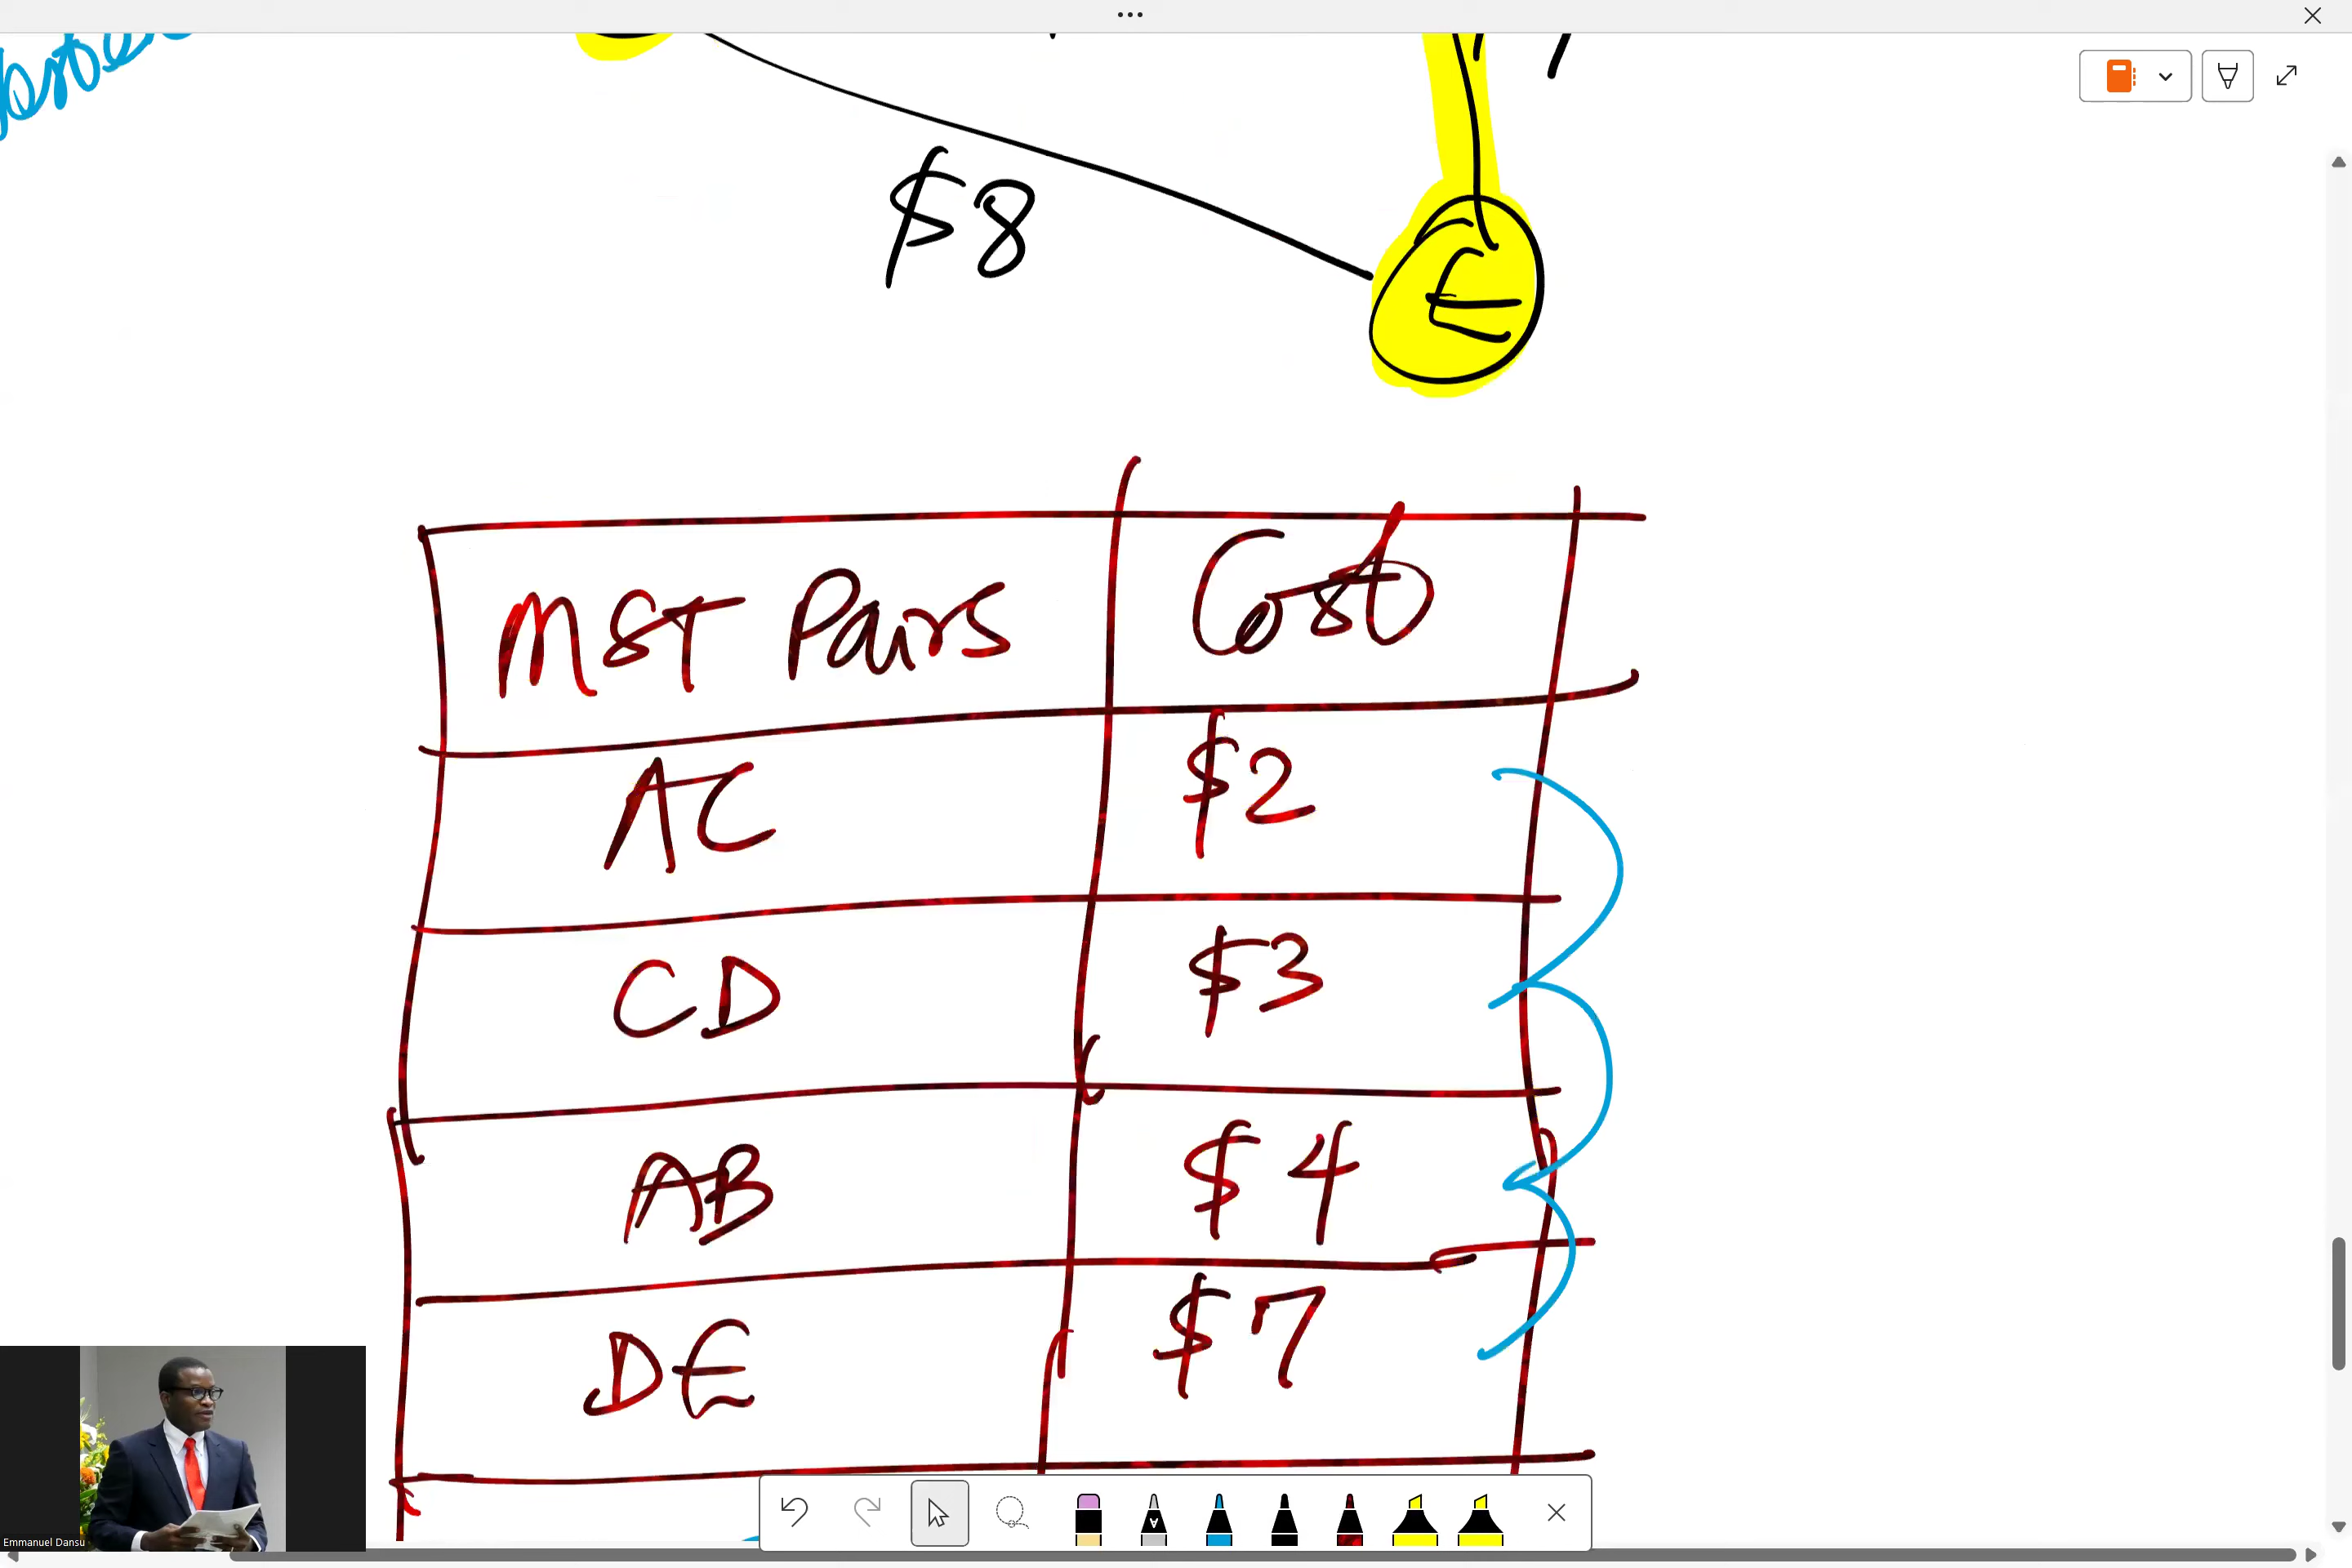 $8
E
MST Pairs Cost
AC $2
CD $3
AB $4
DE $7
Emmanuel Dansu